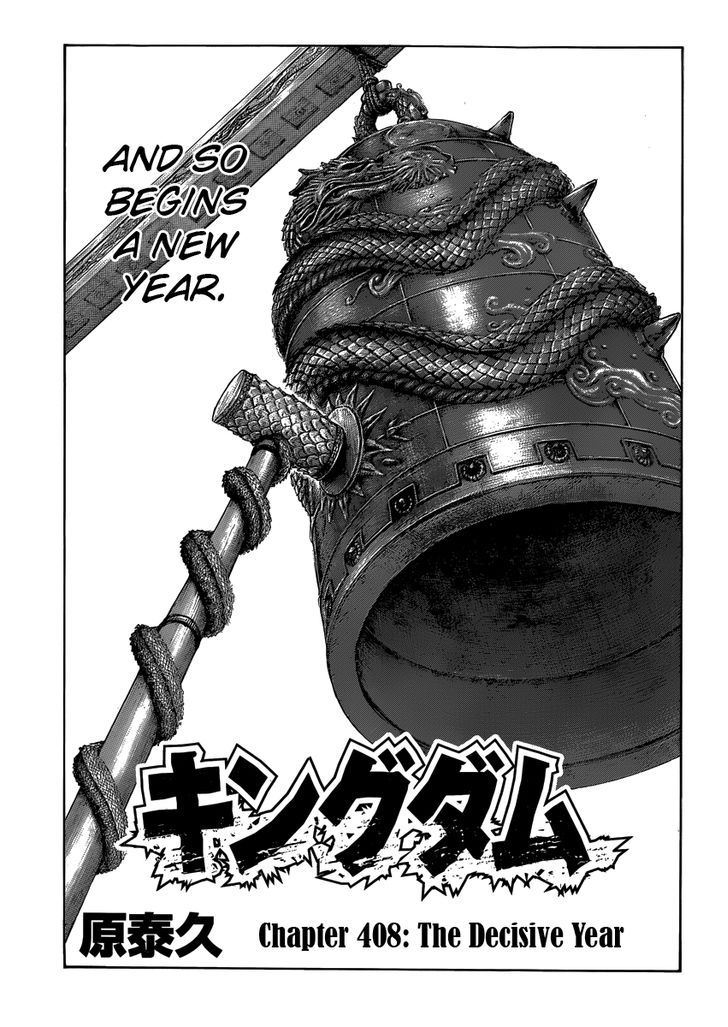 AND SO
BEGINS
A NEW
YEAR.
キングダム
原泰久
Chapter 408: The Decisive Year